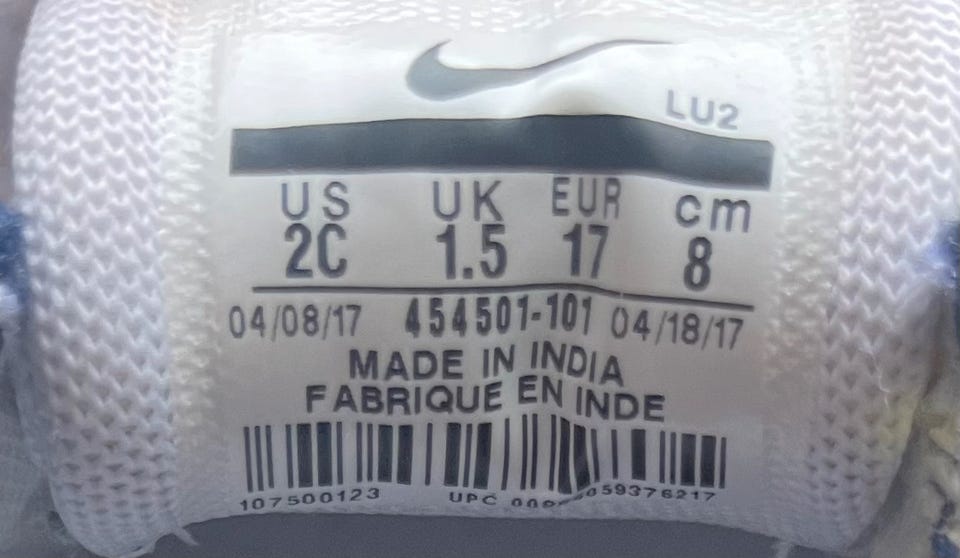 LU2
US UK EUR cm
2C 1.5 17 8
04/08/17 454501-101 04/18/17
MADE IN INDIA
FABRIQUE EN INDE
107500123 UPC